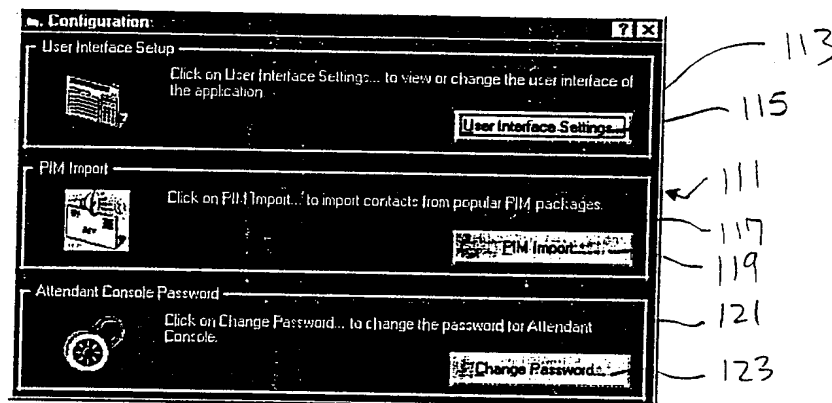 Configuration
? X
User Interface Setup
Click on User Interface Settings... to view or change the user interface of
the application.
User Interface Settings...
PIM Import
Click on PIM Import... to import contacts from popular PIM packages.
PIM Import...
Attendant Console Password
Click on Change Password... to change the password for Attendant
Console.
Change Password...
113
115
111
117
119
121
123